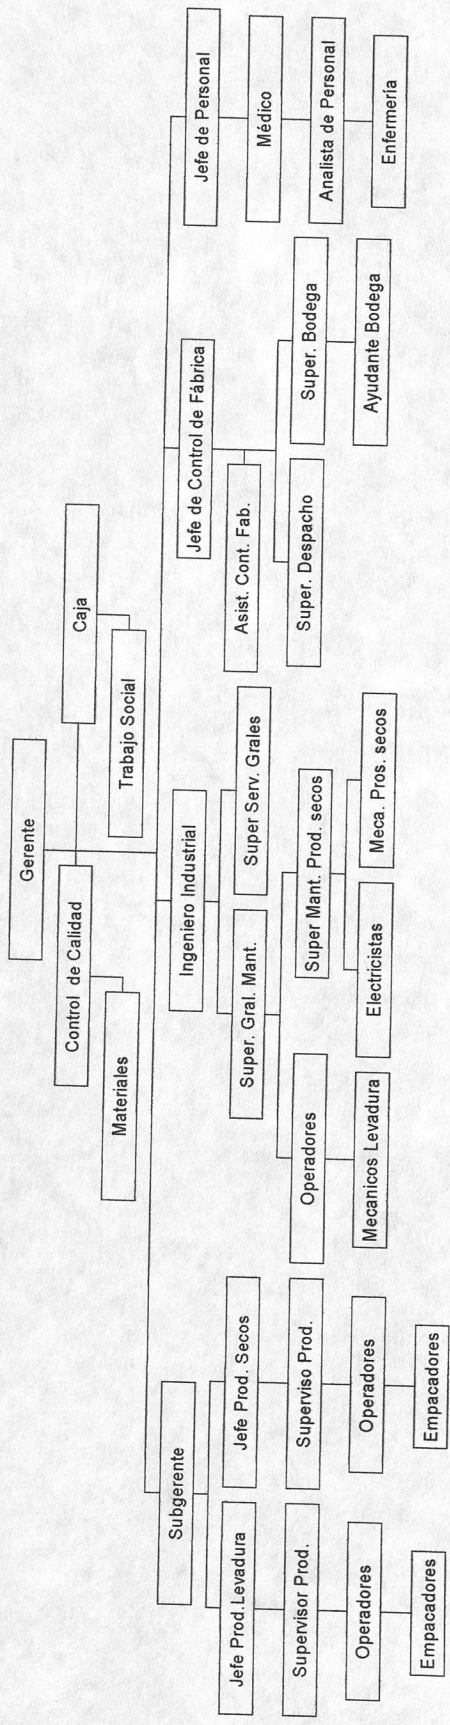 Gerente
Control de Calidad
Caja
Materiales
Trabajo Social
Subgerente
Ingeniero Industrial
Jefe de Control de Fábrica
Jefe de Personal
Jefe Prod.Levadura
Jefe Prod. Secos
Super. Gral. Mant.
Super Serv. Grales
Asist. Cont. Fab.
Médico
Supervisor Prod.
Superviso Prod.
Operadores
Super Mant. Prod. secos
Super. Despacho
Super. Bodega
Analista de Personal
Operadores
Operadores
Mecanicos Levadura
Electricistas
Meca. Pros. secos
Ayudante Bodega
Enfermería
Empacadores
Empacadores